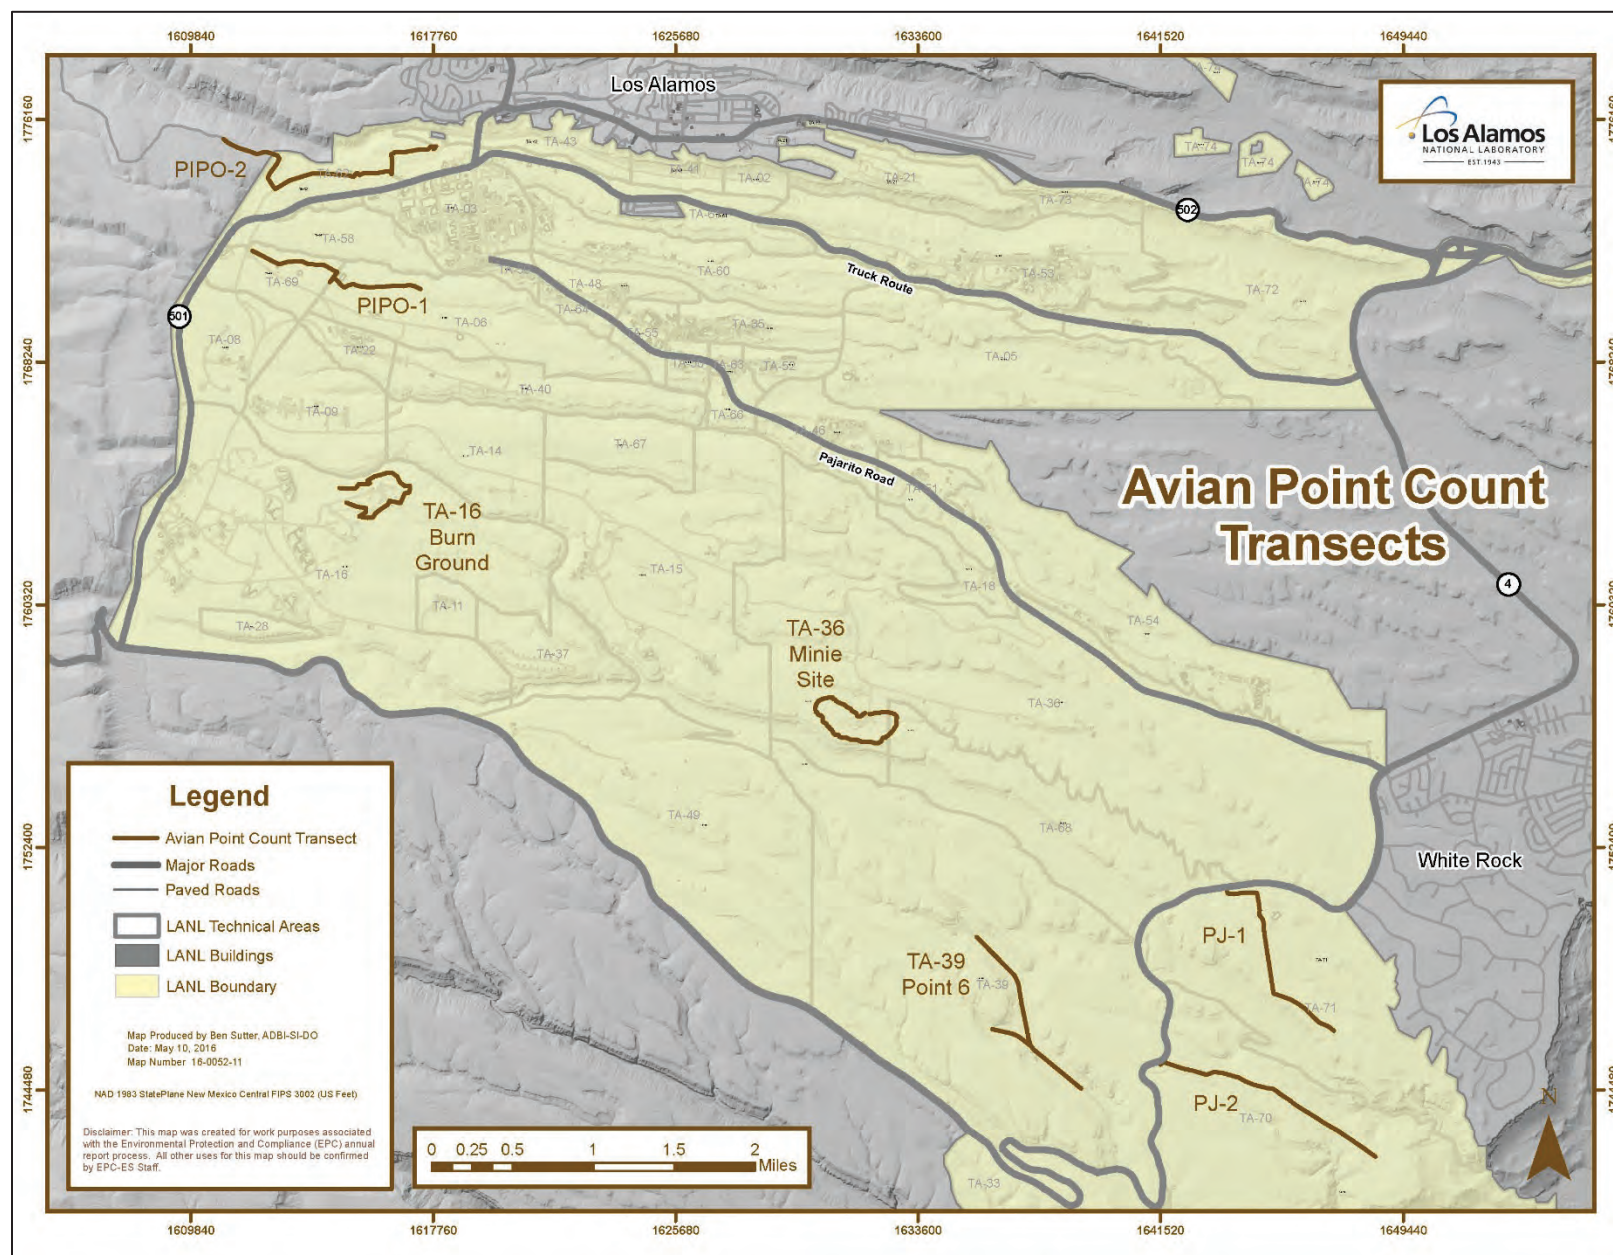 1609840 1617760 1625680 1633600 1641520 1649440
1776160 1776160
Los Alamos
Los Alamos
NATIONAL LABORATORY
EST. 1943
PIPO-2
TA-43
TA-41
TA-02
TA-21
TA-74
TA-74
TA-73
502
TA-03
TA-58
TA-60
TA-53
Truck Route
TA-72
TA-69
PIPO-1
TA-48
TA-64
501
TA-06
TA-55
TA-35
TA-08
TA-22
TA-63
TA-52
TA-05
1768240 1768240
TA-40
TA-09
TA-66
TA-46
TA-67
TA-14
Pajarito Road
TA-51
Avian Point Count
Transects
TA-16
Burn
Ground
TA-16
TA-15
TA-18
4
1760320 1760320
TA-11
TA-28
TA-54
TA-36
Minie
Site
TA-37
TA-36
TA-49
TA-68
1752400 1752400
White Rock
PJ-1
TA-39
Point 6
TA-39
TA-71
TA-71
1744480 1744480
PJ-2
TA-70
TA-33
N
Legend
Avian Point Count Transect
Major Roads
Paved Roads
LANL Technical Areas
LANL Buildings
LANL Boundary
Map Produced by Ben Sutter, ADBI-SI-DO
Date: May 10, 2016
Map Number 16-0052-11
NAD 1983 StatePlane New Mexico Central FIPS 3002 (US Feet)
Disclaimer: This map was created for work purposes associated
with the Environmental Protection and Compliance (EPC) annual
report process. All other uses for this map should be confirmed
by EPC-ES Staff.
0 0.25 0.5 1 1.5 2
Miles
1609840 1617760 1625680 1633600 1641520 1649440